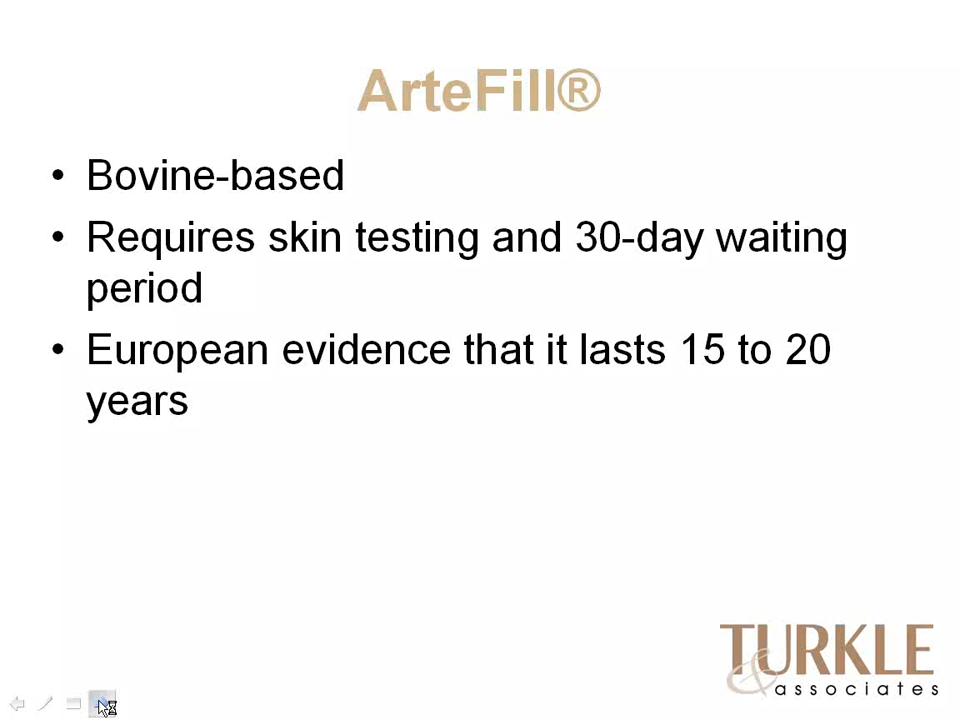 ArteFill®
• Bovine-based
• Requires skin testing and 30-day waiting
period
• European evidence that it lasts 15 to 20
years
TURKLE
& associates